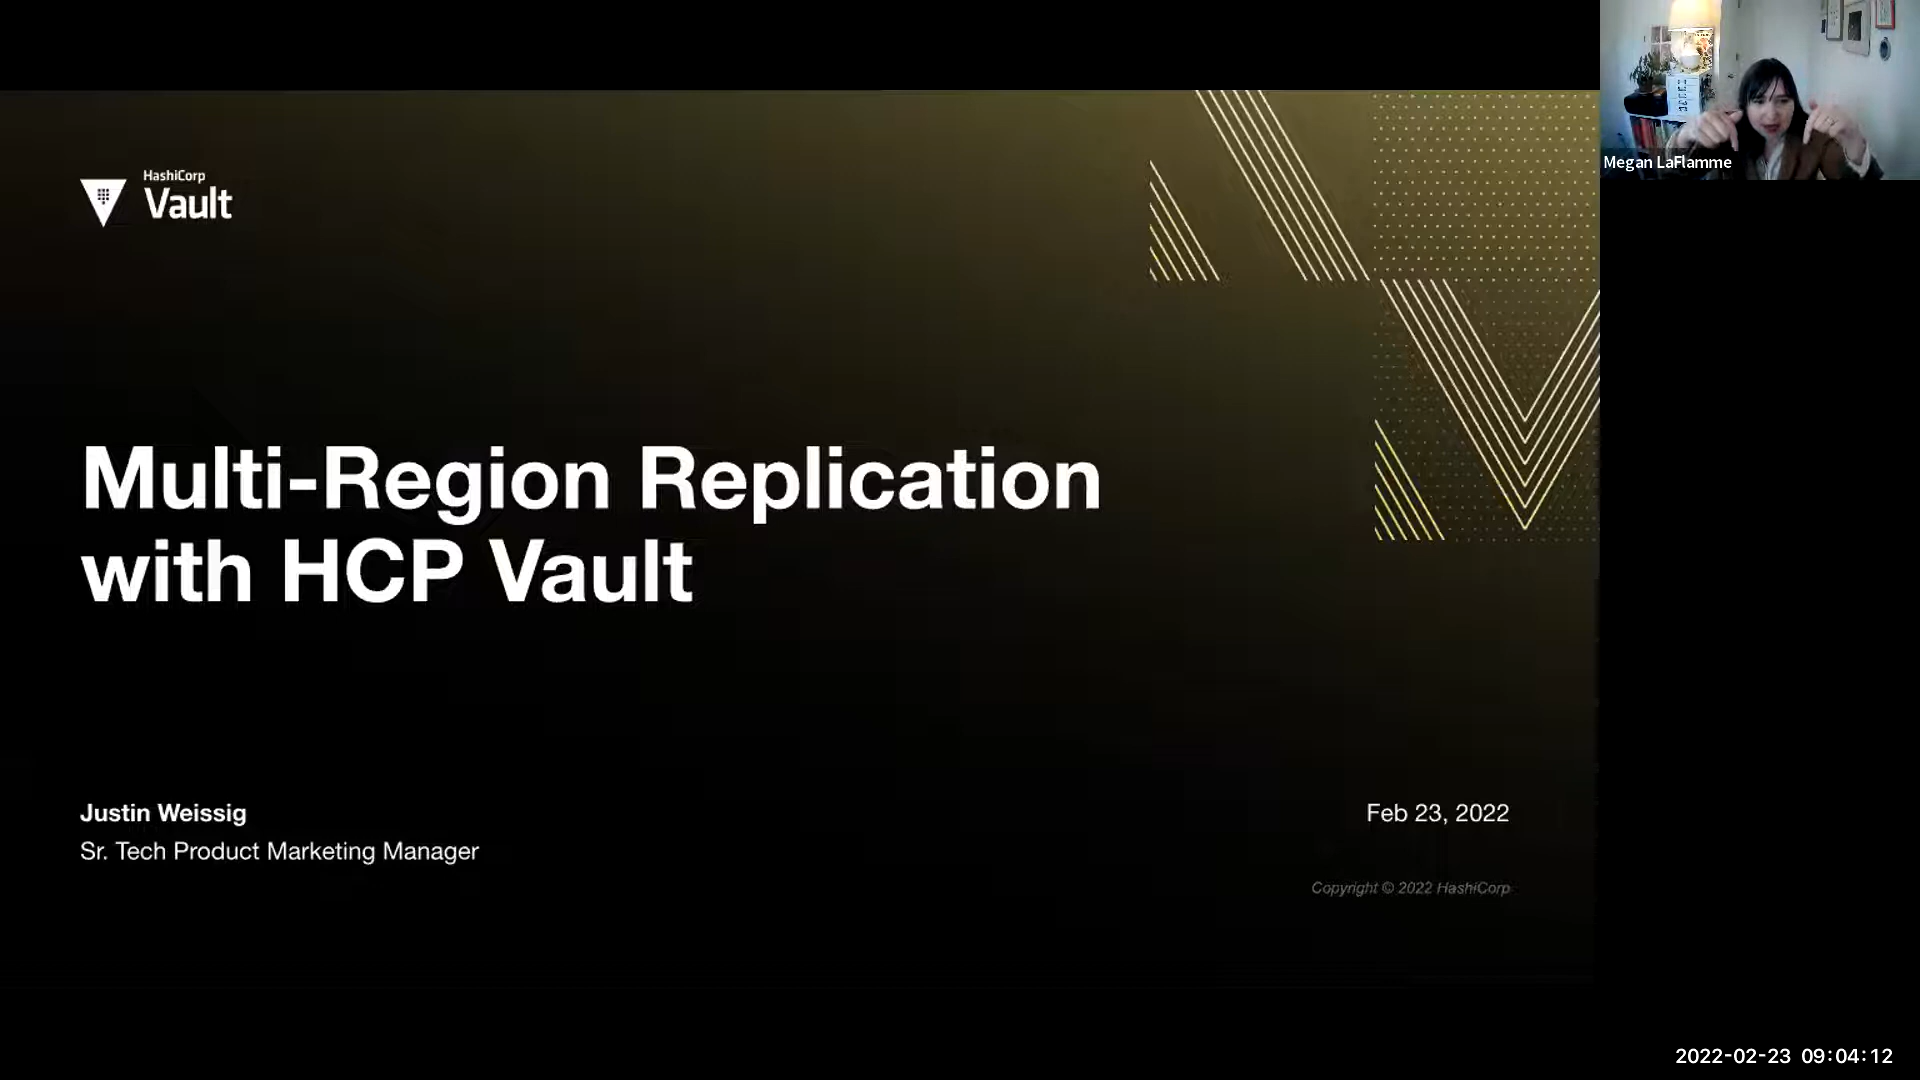 HashiCorp
Vault
Megan LaFlamme
Multi-Region Replication
with HCP Vault
Justin Weissig
Feb 23, 2022
Sr. Tech Product Marketing Manager
Copyright © 2022 HashiCorp
2022-02-23 09:04:12